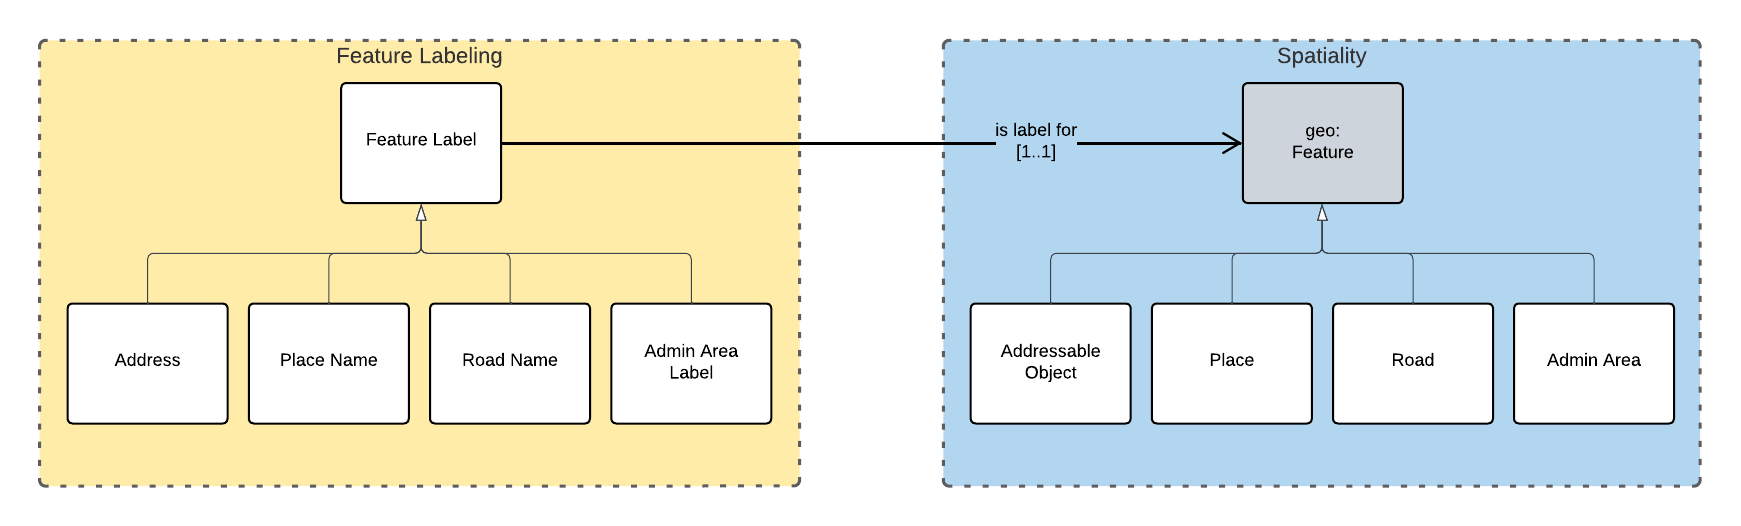 Feature Labeling
Feature Label
Address
Place Name
Road Name
Admin Area
Label
is label for
[1..1]
Spatiality
geo:
Feature
Addressable
Object
Place
Road
Admin Area